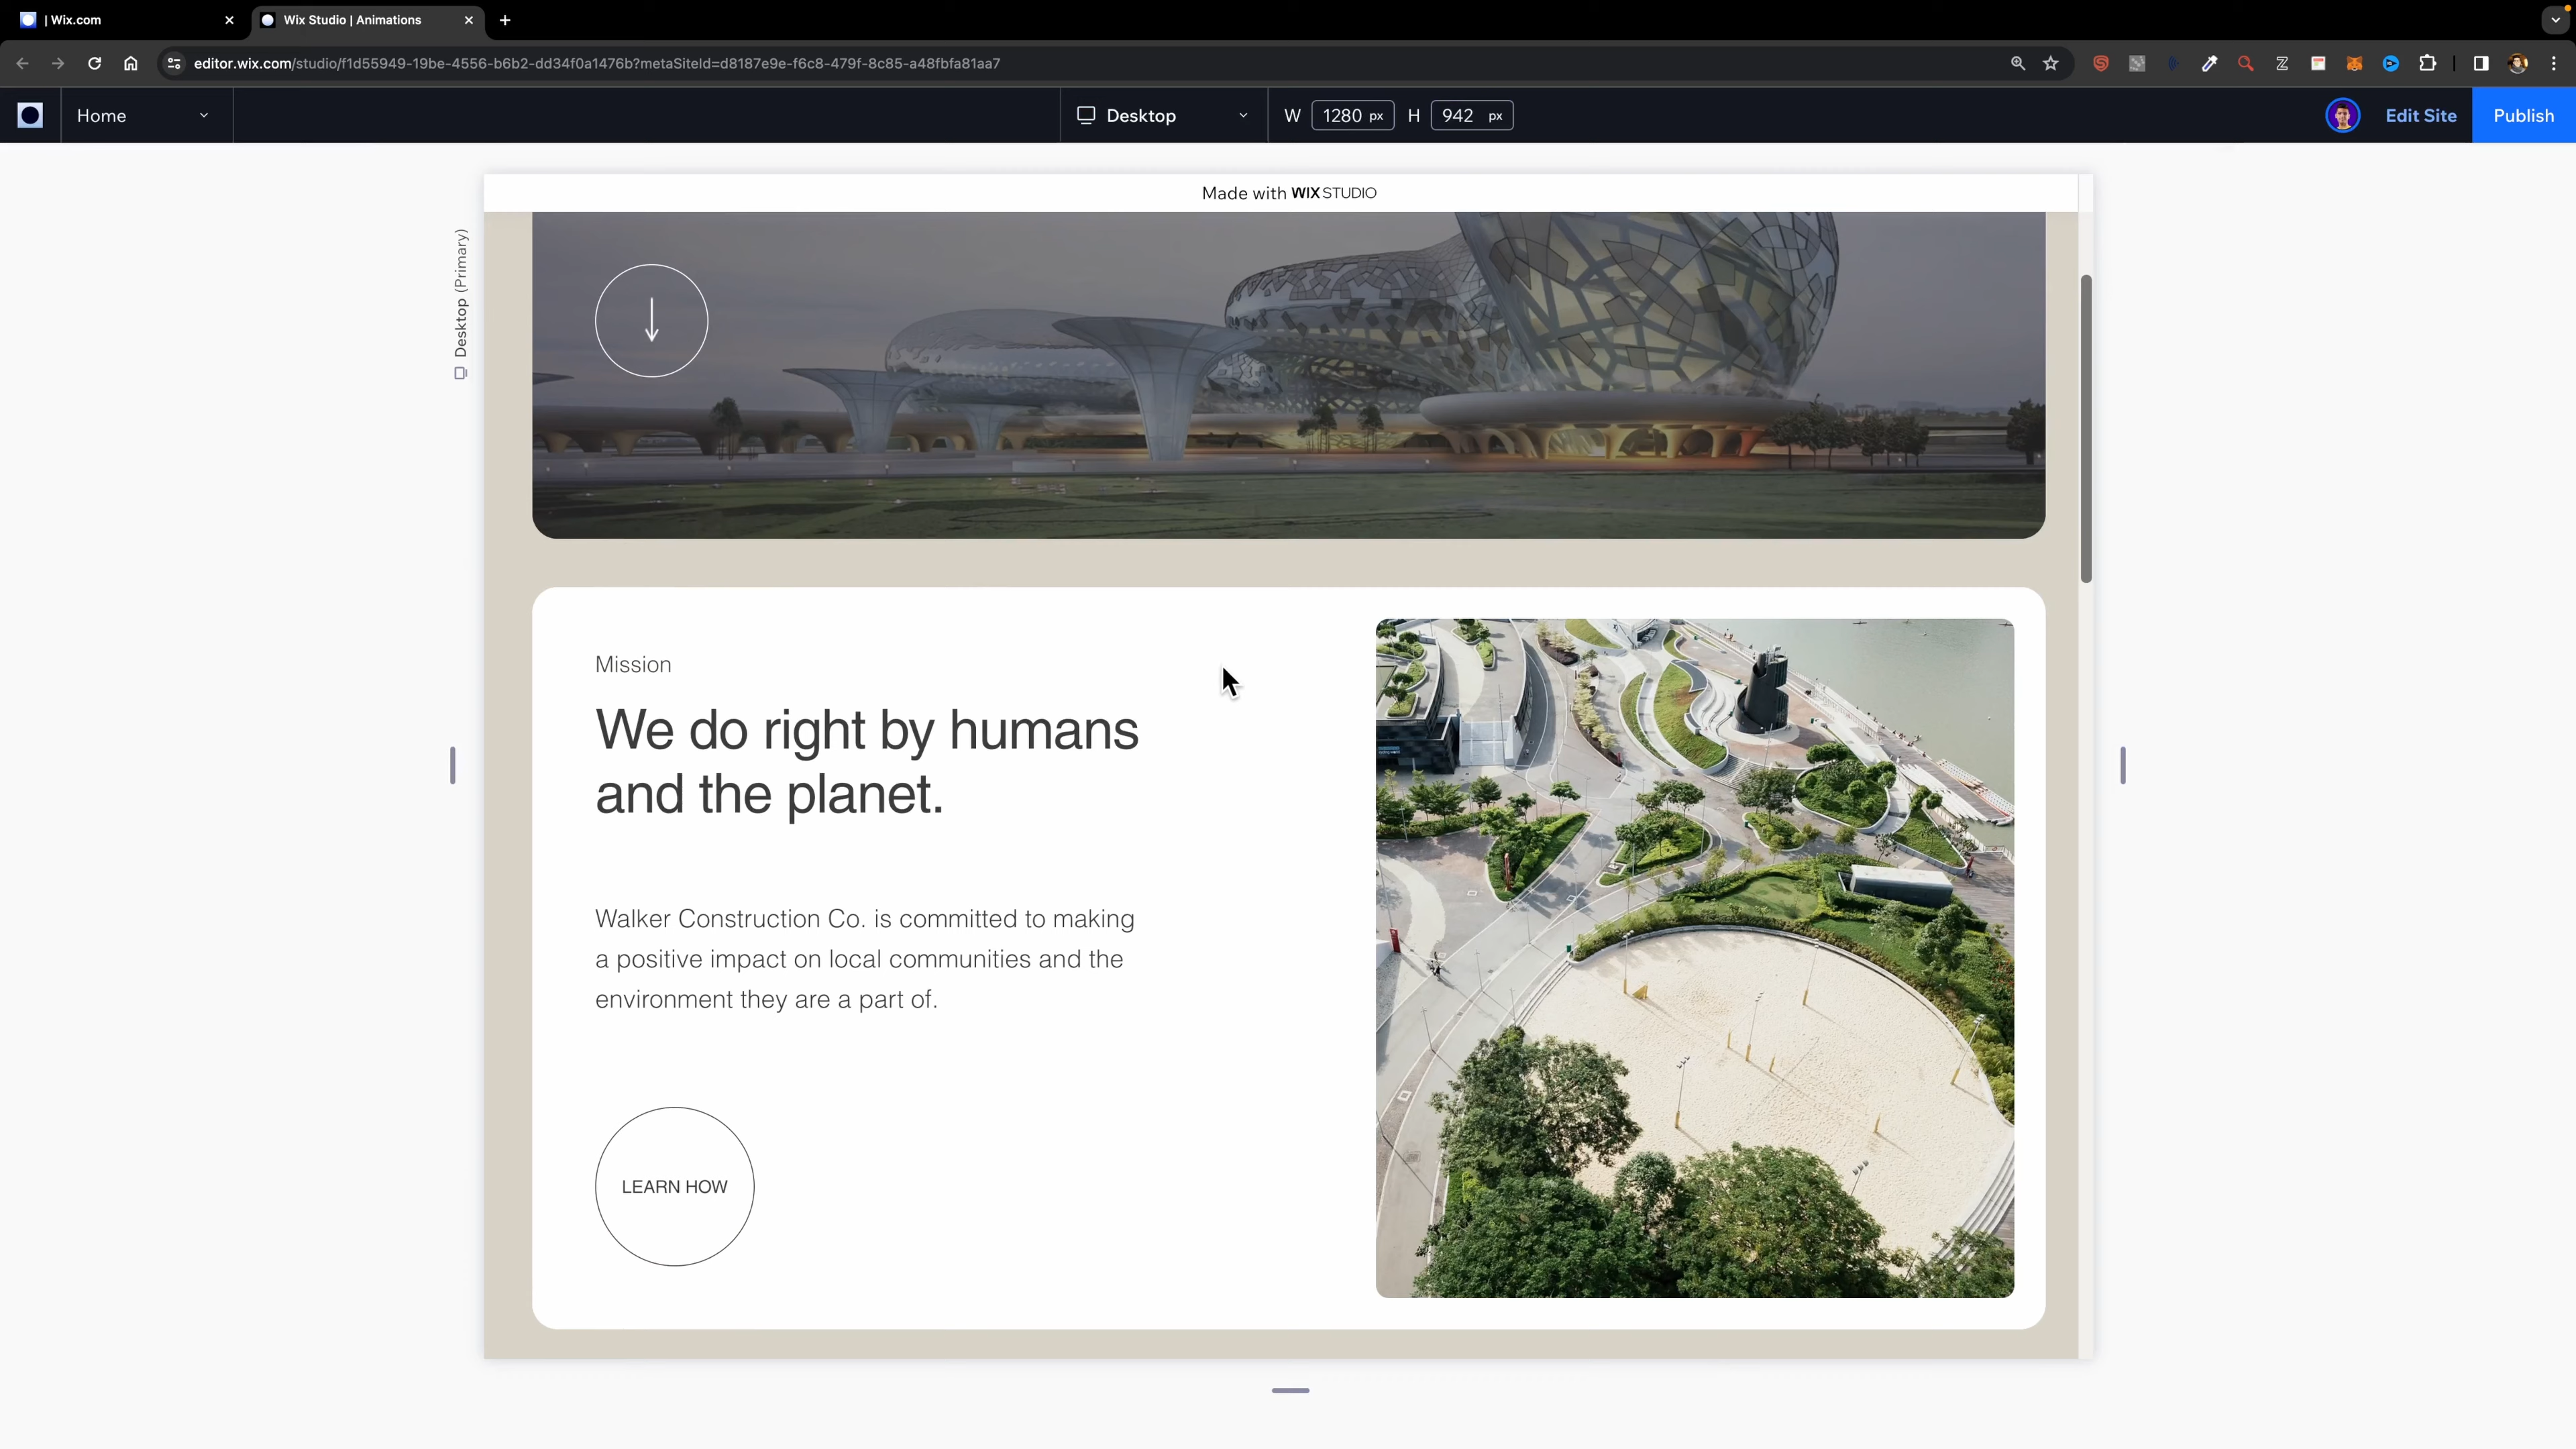 | Wix.com
Wix Studio | Animations
editor.wix.com/studio/f1d55949-19be-4556-b6b2-dd34f0a1476b?metaSiteId=d8187e9e-f6c8-479f-8c85-a48fbfa81aa7
Home
Desktop
W 1280 px H 942 px
Edit Site
Publish
Made with WIX STUDIO
Desktop (Primary)
Mission
We do right by humans
and the planet.
Walker Construction Co. is committed to making
a positive impact on local communities and the
environment they are a part of.
LEARN HOW